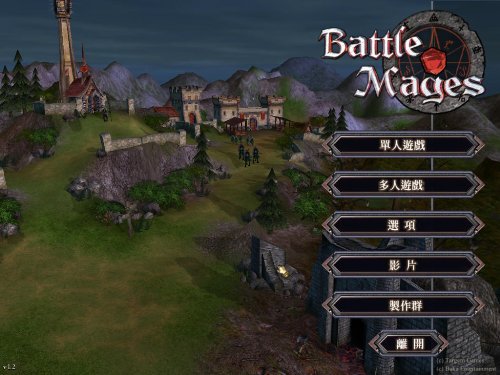 Battle
Mages
單人遊戲
多人遊戲
選項
影片
製作群
離開
(c) Targem Games
(c) Buka Entertainment
v1.2